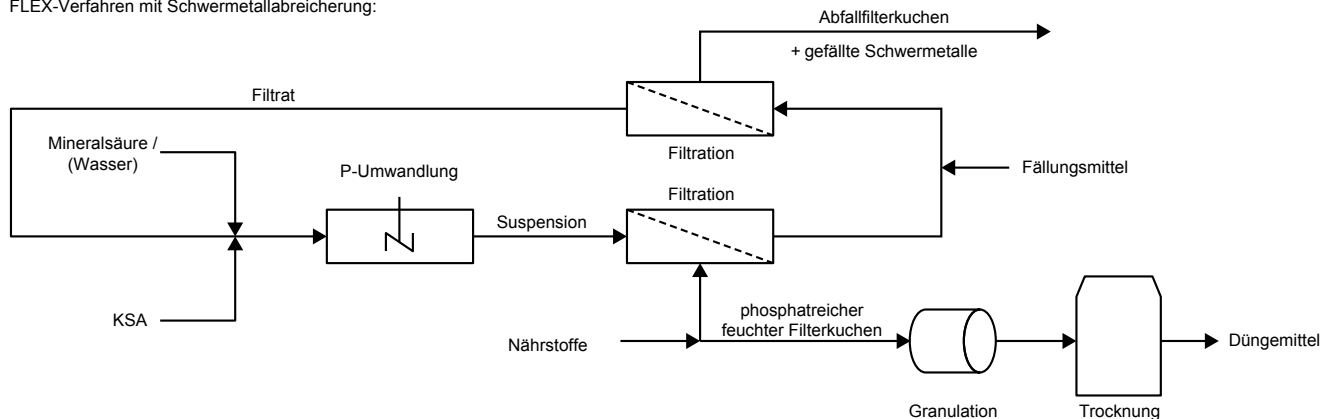 FLEX-Verfahren mit Schwermetallabreicherung:
Abfallfilterkuchen
+ gefällte Schwermetalle
Filtrat
Mineralsäure /
(Wasser)
Filtration
Fällungsmittel
P-Umwandlung
Filtration
Suspension
KSA
Nährstoffe
phosphatreicher
feuchter Filterkuchen
Düngemittel
Granulation
Trocknung